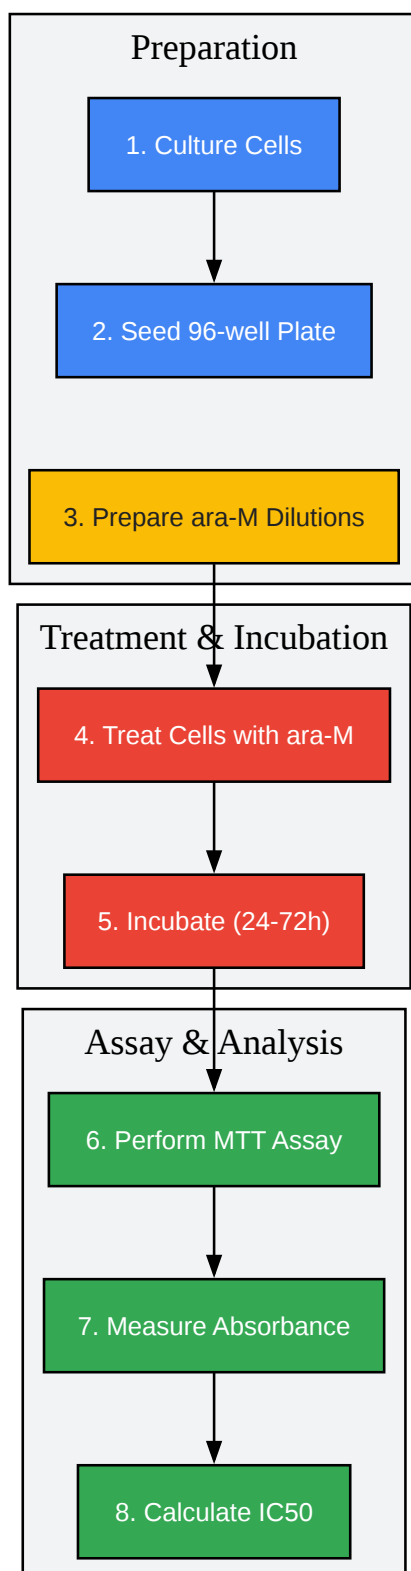 Preparation
1. Culture Cells
2. Seed 96-well Plate
3. Prepare ara-M Dilutions
Treatment & Incubation
4. Treat Cells with ara-M
5. Incubate (24-72h)
Assay & Analysis
6. Perform MTT Assay
7. Measure Absorbance
8. Calculate IC50